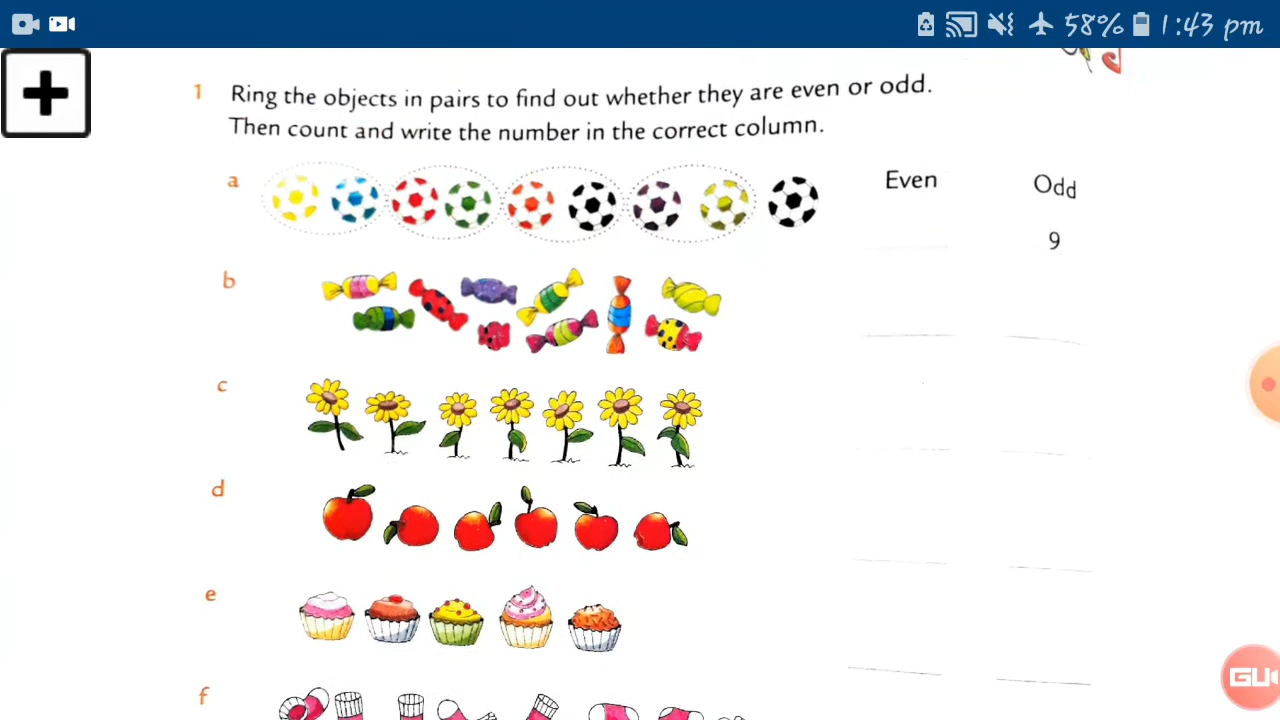 58% 1:43 pm
1 Ring the objects in pairs to find out whether they are even or odd.
Then count and write the number in the correct column.
a Even Odd
9
b
c
d
e
f
GU